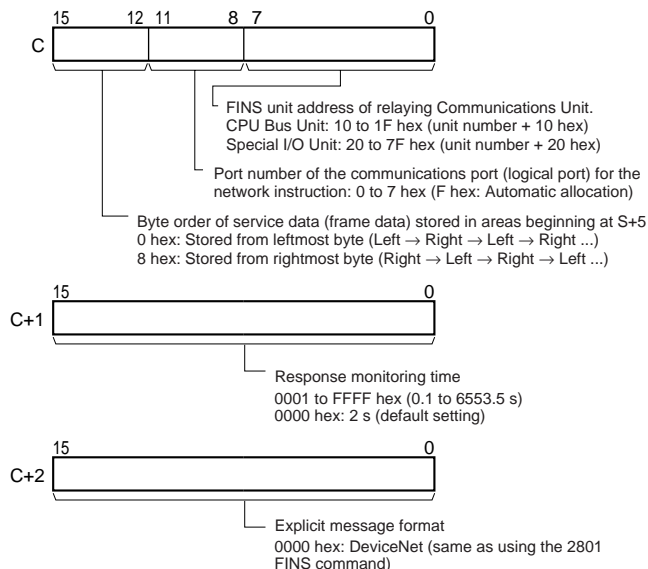 15 12 11 8 7 0
C
FINS unit address of relaying Communications Unit.
CPU Bus Unit: 10 to 1F hex (unit number + 10 hex)
Special I/O Unit: 20 to 7F hex (unit number + 20 hex)
Port number of the communications port (logical port) for the
network instruction: 0 to 7 hex (F hex: Automatic allocation)
Byte order of service data (frame data) stored in areas beginning at S+5
0 hex: Stored from leftmost byte (Left → Right → Left → Right ...)
8 hex: Stored from rightmost byte (Right → Left → Right → Left ...)
15 0
C+1
Response monitoring time
0001 to FFFF hex (0.1 to 6553.5 s)
0000 hex: 2 s (default setting)
15 0
C+2
Explicit message format
0000 hex: DeviceNet (same as using the 2801
FINS command)